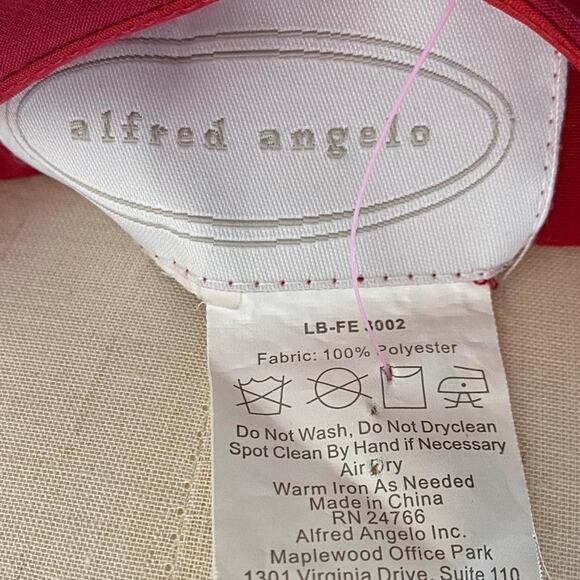 alfred angelo
LB-FE 3002
Fabric: 100% Polyester
Do Not Wash, Do Not Dryclean
Spot Clean By Hand if Necessary
Air Dry
Warm Iron As Needed
Made in China
RN 24766
Alfred Angelo Inc.
Maplewood Office Park
1301 Virginia Drive, Suite 110